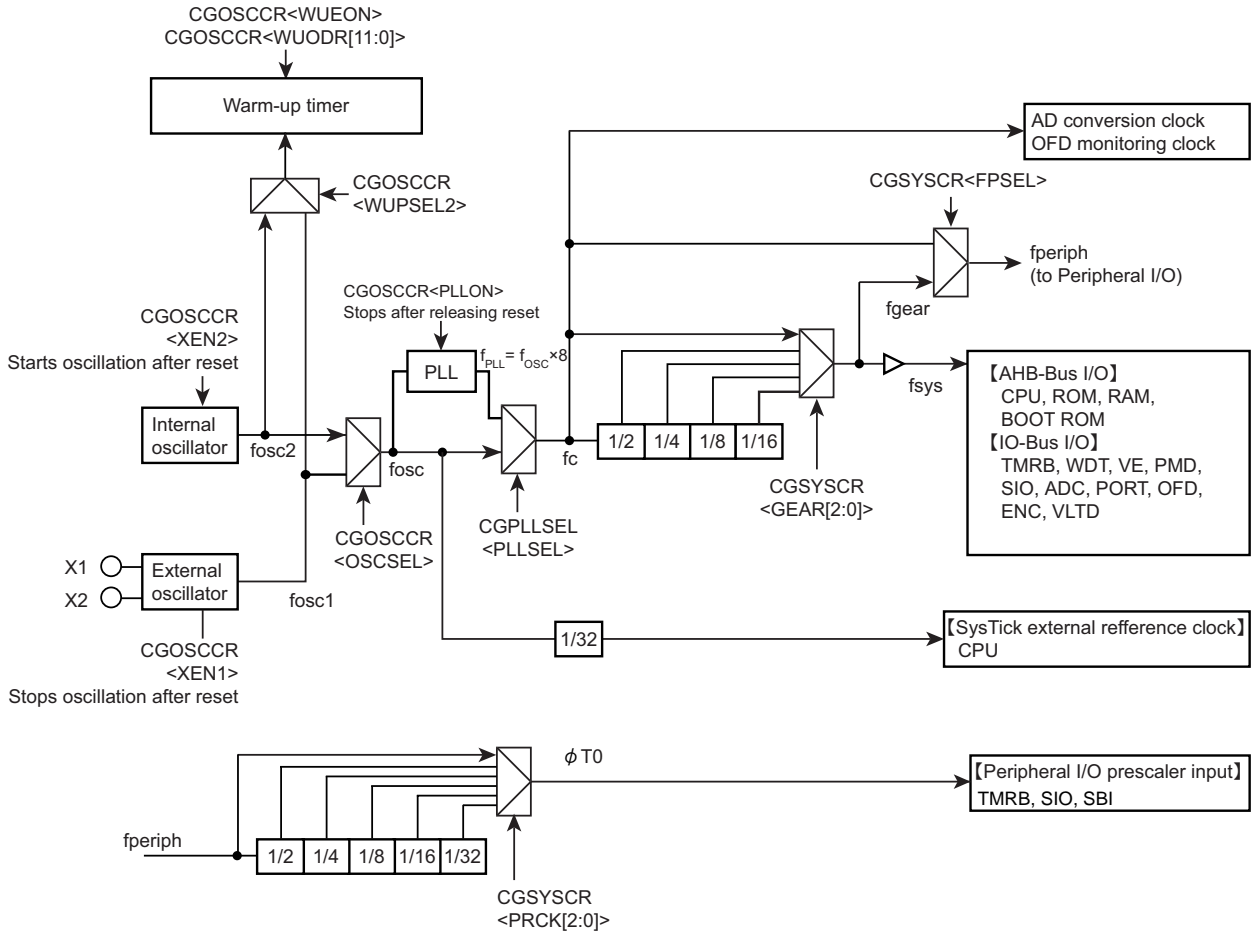 CGOSCCR<WUEON>
CGOSCCR<WUODR[11:0]>
Warm-up timer
CGOSCCR
<WUPSEL2>
AD conversion clock
OFD monitoring clock
CGSYSCR<FPSEL>
fperiph
(to Peripheral I/O)
fgear
CGOSCCR<PLLON>
Stops after releasing reset
PLL
fPLL= fOSC×8
CGOSCCR
<XEN2>
Starts oscillation after reset
Internal
oscillator
fosc2
fosc
fc
1/2
1/4
1/8
1/16
fsys
【AHB-Bus I/O】
CPU, ROM, RAM,
BOOT ROM
【IO-Bus I/O】
TMRB, WDT, VE, PMD,
SIO, ADC, PORT, OFD,
ENC, VLTD
CGOSCCR
<OSCSEL>
CGPLLSEL
<PLLSEL>
CGSYSCR
<GEAR[2:0]>
X1
X2
External
oscillator
fosc1
CGOSCCR
<XEN1>
Stops oscillation after reset
1/32
【SysTick external refference clock】
CPU
fperiph
1/2
1/4
1/8
1/16
1/32
ϕT0
CGSYSCR
<PRCK[2:0]>
【Peripheral I/O prescaler input】
TMRB, SIO, SBI